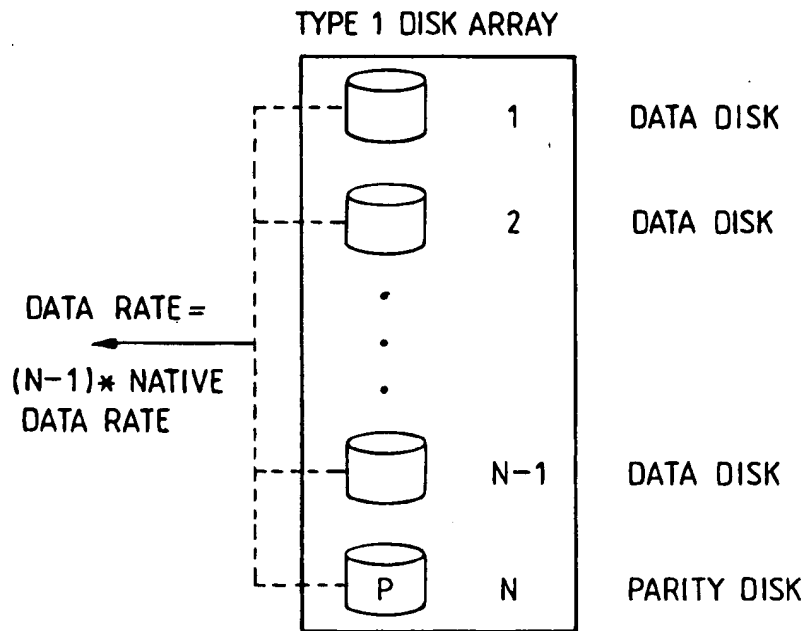 TYPE 1 DISK ARRAY
1 DATA DISK
2 DATA DISK
DATA RATE=
(N-1)* NATIVE
DATA RATE
N-1 DATA DISK
P N PARITY DISK